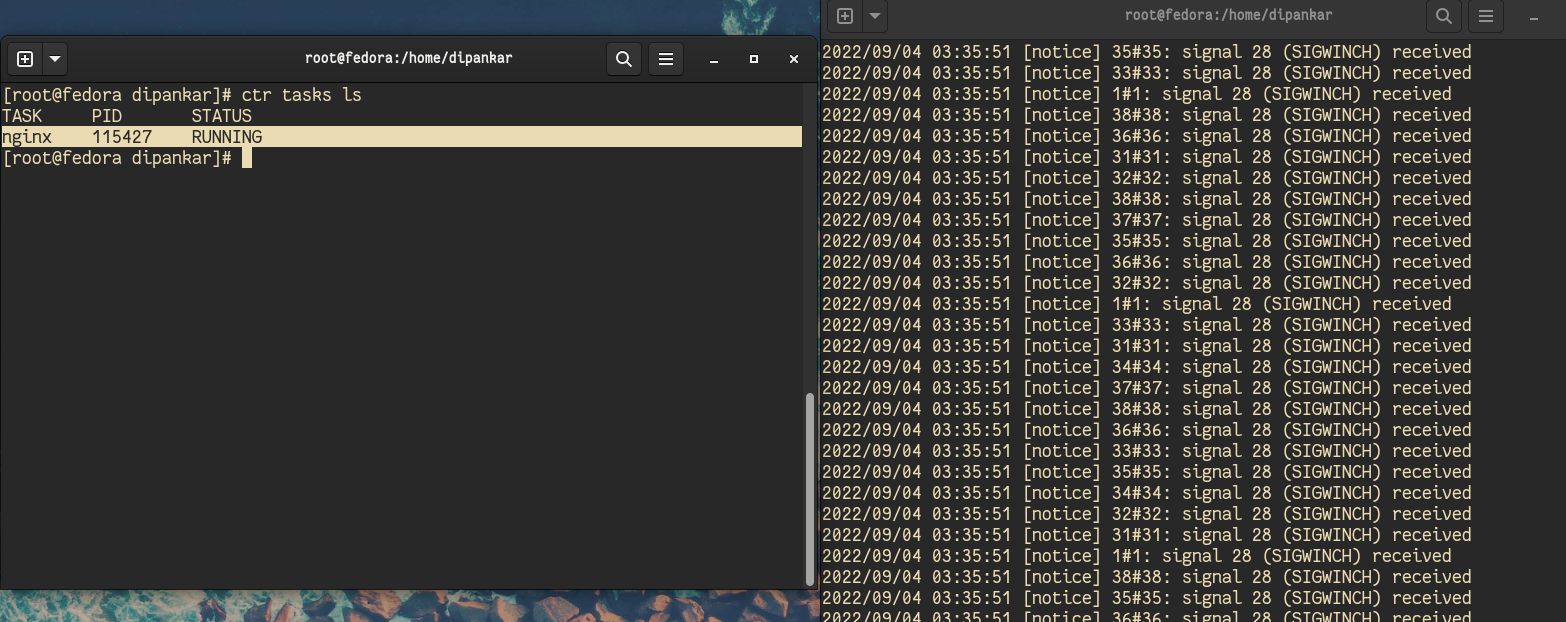 root@fedora:/home/dipankar
[root@fedora dipankar]# ctr tasks ls
TASK PID STATUS
nginx 115427 RUNNING
[root@fedora dipankar]#
root@fedora:/home/dipankar
2022/09/04 03:35:51 [notice] 35#35: signal 28 (SIGWINCH) received
2022/09/04 03:35:51 [notice] 33#33: signal 28 (SIGWINCH) received
2022/09/04 03:35:51 [notice] 1#1: signal 28 (SIGWINCH) received
2022/09/04 03:35:51 [notice] 38#38: signal 28 (SIGWINCH) received
2022/09/04 03:35:51 [notice] 36#36: signal 28 (SIGWINCH) received
2022/09/04 03:35:51 [notice] 31#31: signal 28 (SIGWINCH) received
2022/09/04 03:35:51 [notice] 32#32: signal 28 (SIGWINCH) received
2022/09/04 03:35:51 [notice] 38#38: signal 28 (SIGWINCH) received
2022/09/04 03:35:51 [notice] 37#37: signal 28 (SIGWINCH) received
2022/09/04 03:35:51 [notice] 35#35: signal 28 (SIGWINCH) received
2022/09/04 03:35:51 [notice] 36#36: signal 28 (SIGWINCH) received
2022/09/04 03:35:51 [notice] 32#32: signal 28 (SIGWINCH) received
2022/09/04 03:35:51 [notice] 1#1: signal 28 (SIGWINCH) received
2022/09/04 03:35:51 [notice] 33#33: signal 28 (SIGWINCH) received
2022/09/04 03:35:51 [notice] 31#31: signal 28 (SIGWINCH) received
2022/09/04 03:35:51 [notice] 34#34: signal 28 (SIGWINCH) received
2022/09/04 03:35:51 [notice] 37#37: signal 28 (SIGWINCH) received
2022/09/04 03:35:51 [notice] 38#38: signal 28 (SIGWINCH) received
2022/09/04 03:35:51 [notice] 36#36: signal 28 (SIGWINCH) received
2022/09/04 03:35:51 [notice] 33#33: signal 28 (SIGWINCH) received
2022/09/04 03:35:51 [notice] 35#35: signal 28 (SIGWINCH) received
2022/09/04 03:35:51 [notice] 34#34: signal 28 (SIGWINCH) received
2022/09/04 03:35:51 [notice] 32#32: signal 28 (SIGWINCH) received
2022/09/04 03:35:51 [notice] 31#31: signal 28 (SIGWINCH) received
2022/09/04 03:35:51 [notice] 1#1: signal 28 (SIGWINCH) received
2022/09/04 03:35:51 [notice] 38#38: signal 28 (SIGWINCH) received
2022/09/04 03:35:51 [notice] 35#35: signal 28 (SIGWINCH) received
2022/09/04 03:35:51 [notice] 36#36: signal 28 (SIGWINCH) received